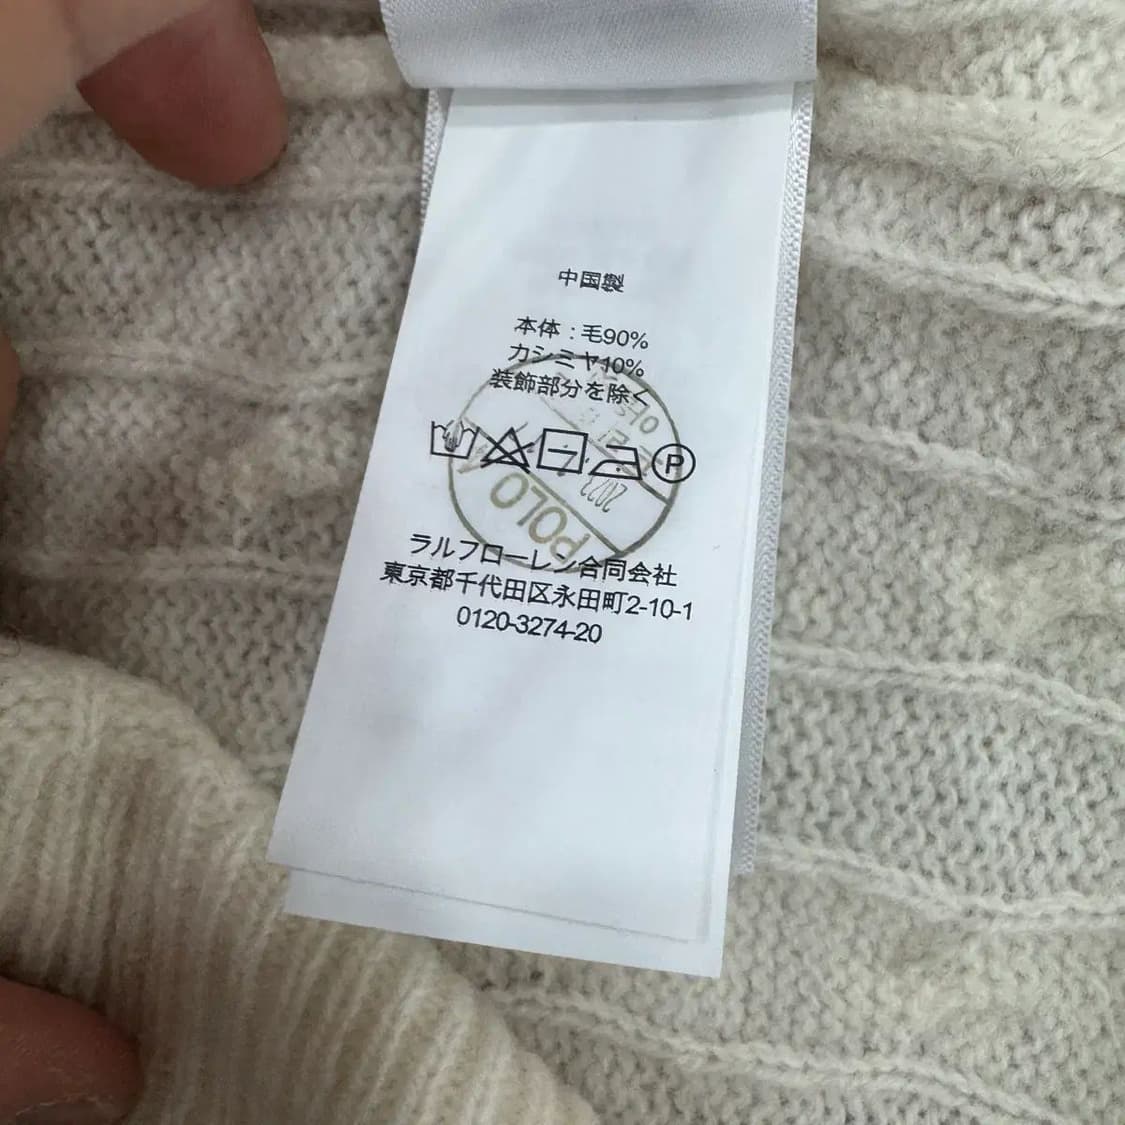 中国製
本体：毛90%
カシミヤ10%
装飾部分を除く
P
ラルフローレン合同会社
東京都千代田区永田町2-10-1
0120-3274-20
POLO